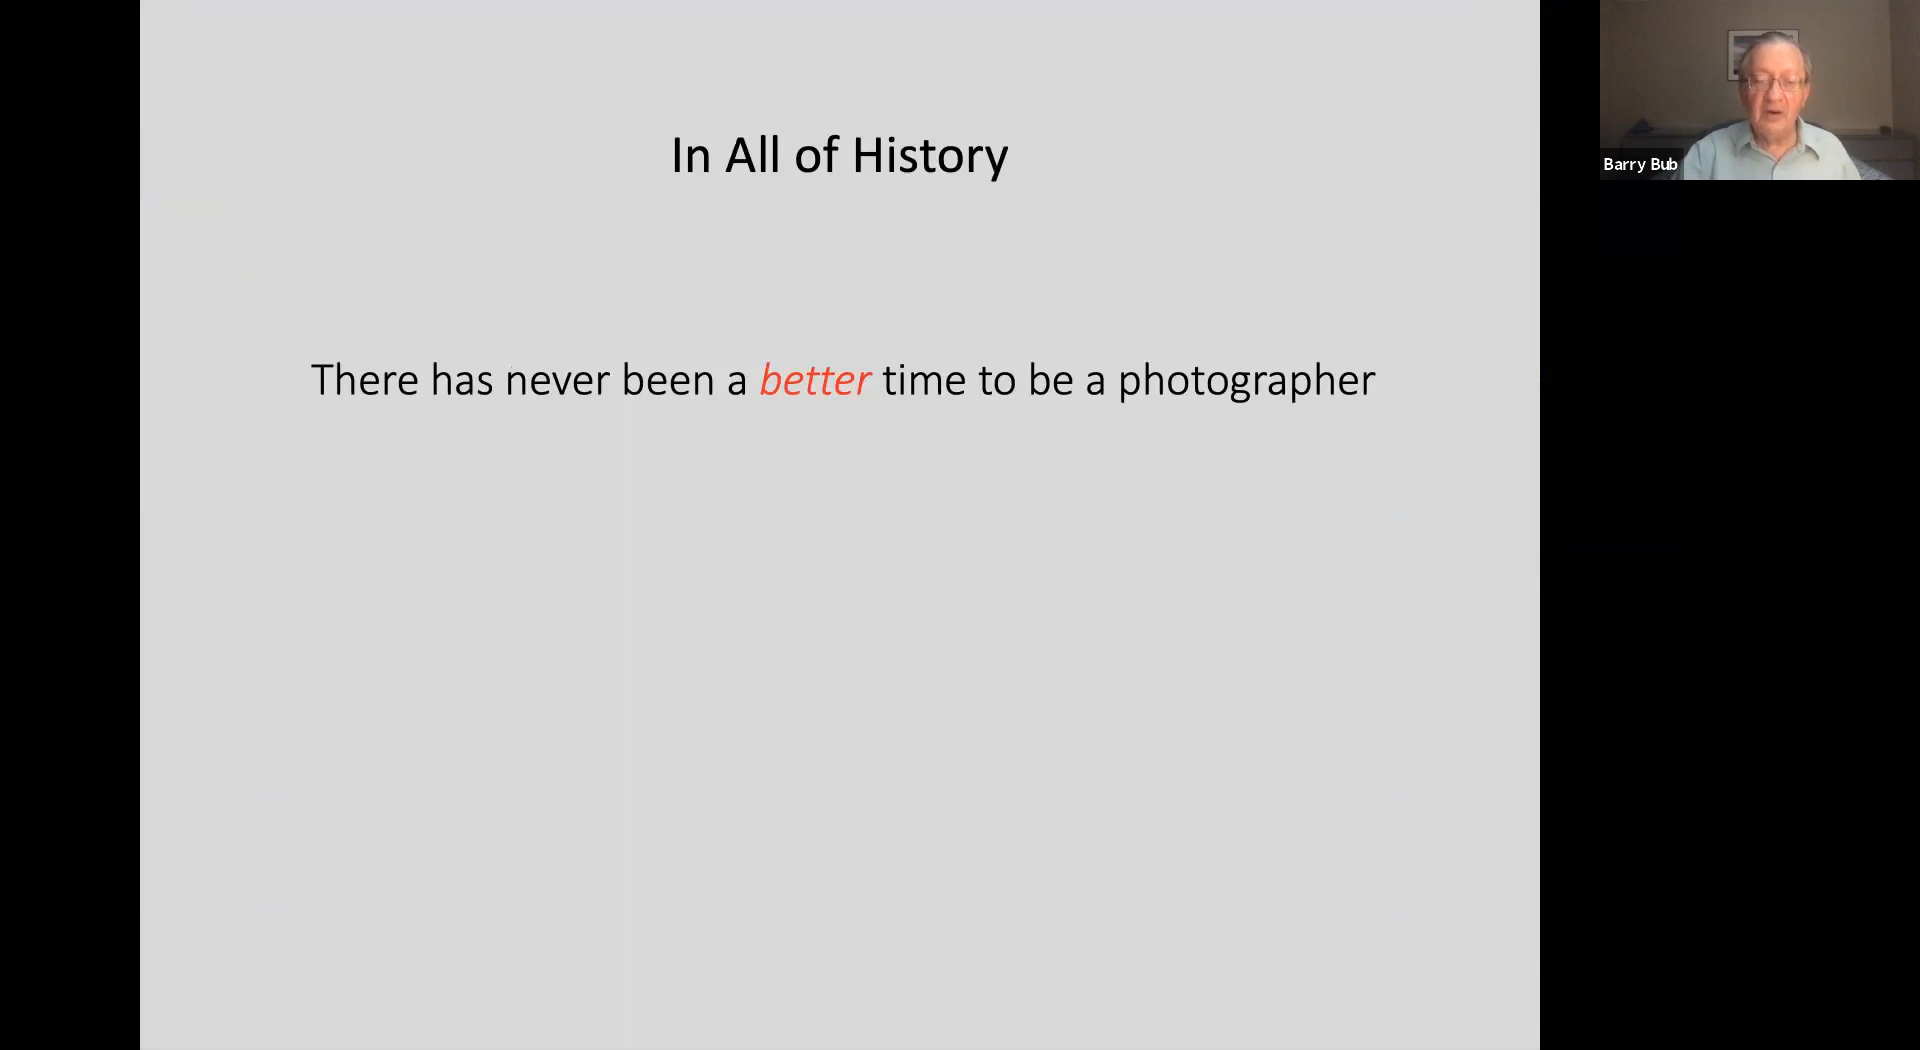 In All of History
There has never been a better time to be a photographer
Barry Bub